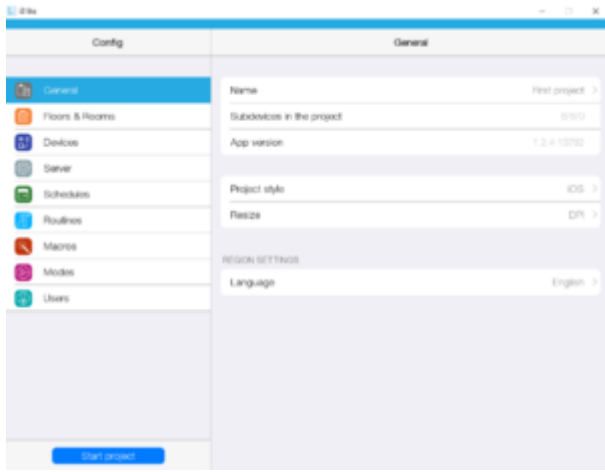 Config
General
General
Floors & Rooms
Devices
Server
Schedules
Routines
Macros
Modes
Users
Start project
Name First project
Subdevices in the project
App version
Project style iOS
Resize DPI
REGION SETTINGS
Language English